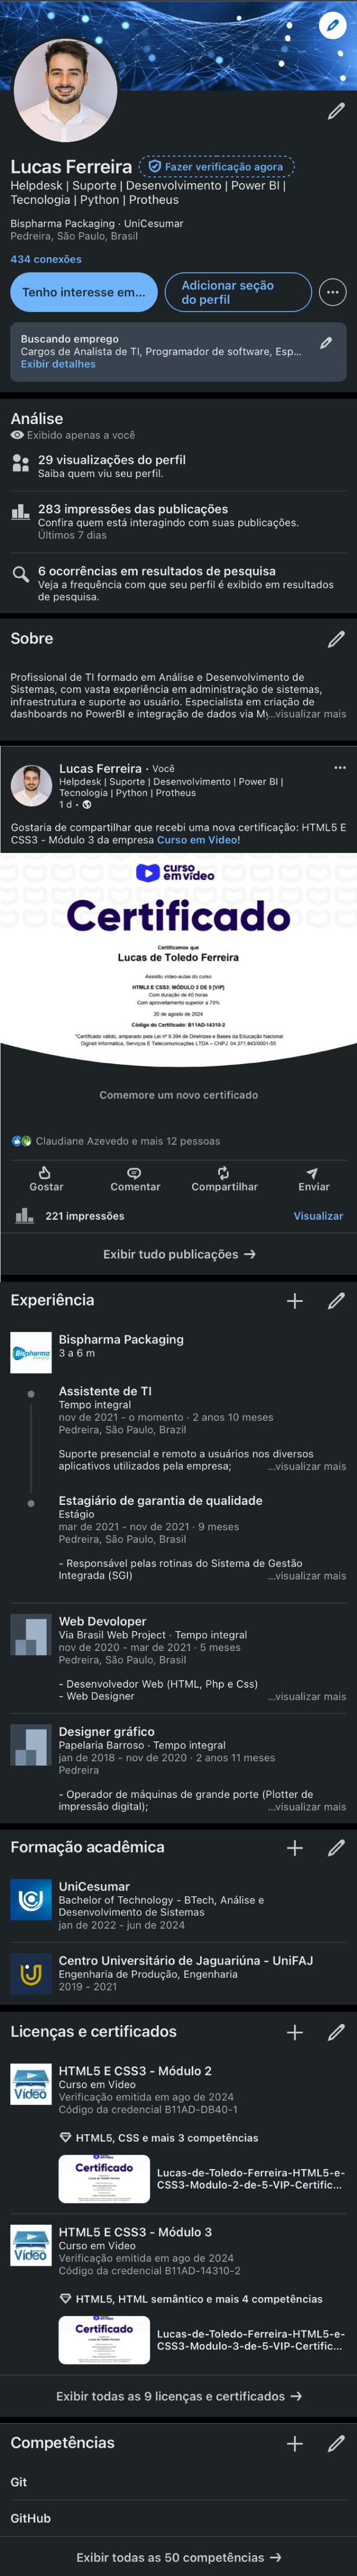 Lucas Ferreira
Fazer verificação agora
Helpdesk | Suporte | Desenvolvimento | Power BI |
Tecnologia | Python | Protheus
Bispharma Packaging · UniCesumar
Pedreira, São Paulo, Brasil
434 conexões
Tenho interesse em...
Adicionar seção
do perfil
Buscando emprego
Cargos de Analista de TI, Programador de software, Esp...
Exibir detalhes
Análise
Exibido apenas a você
29 visualizações do perfil
Saiba quem viu seu perfil.
283 impressões das publicações
Confira quem está interagindo com suas publicações.
Últimos 7 dias
6 ocorrências em resultados de pesquisa
Veja a frequência com que seu perfil é exibido em resultados
de pesquisa.
Sobre
Profissional de TI formado em Análise e Desenvolvimento de
Sistemas, com vasta experiência em administração de sistemas,
infraestrutura e suporte ao usuário. Especialista em criação de
dashboards no PowerBI e integração de dados via M ...visualizar mais
Lucas Ferreira · Você
Helpdesk | Suporte | Desenvolvimento | Power BI |
Tecnologia | Python | Protheus
1 d ·
Gostaria de compartilhar que recebi uma nova certificação: HTML5 E
CSS3 - Módulo 3 da empresa Curso em Video!
curso
em vídeo
Certificado
Certificamos que
Lucas de Toledo Ferreira
Assistiu vídeo-aulas do curso
HTML5 E CSS3: MÓDULO 3 DE 5 [VIP]
Com duração de 40 horas
Com aproveitamento superior a 70%
20 de agosto de 2024
Código do Certificado: B11AD-14310-2
*Certificado válido, amparado pela Lei nº 9.394 de Diretrizes e Bases da Educação Nacional
Digirati Informática, Serviços E Telecomunicações LTDA – CNPJ: 04.371.843/0001-55
Comemore um novo certificado
Claudiane Azevedo e mais 12 pessoas
Gostar
Comentar
Compartilhar
Enviar
221 impressões
Visualizar
Exibir tudo publicações →
Experiência
Bispharma
Bispharma Packaging
3 a 6 m
Assistente de TI
Tempo integral
nov de 2021 - o momento · 2 anos 10 meses
Pedreira, São Paulo, Brazil
Suporte presencial e remoto a usuários nos diversos
aplicativos utilizados pela empresa; ...visualizar mais
Estagiário de garantia de qualidade
Estágio
mar de 2021 - nov de 2021 · 9 meses
Pedreira, São Paulo, Brasil
- Responsável pelas rotinas do Sistema de Gestão
Integrada (SGI) ...visualizar mais
Web Devoloper
Via Brasil Web Project · Tempo integral
nov de 2020 - mar de 2021 · 5 meses
Pedreira, São Paulo, Brasil
- Desenvolvedor Web (HTML, Php e Css)
- Web Designer ...visualizar mais
Designer gráfico
Papelaria Barroso · Tempo integral
jan de 2018 - nov de 2020 · 2 anos 11 meses
Pedreira
- Operador de máquinas de grande porte (Plotter de
impressão digital); ...visualizar mais
Formação acadêmica
UniCesumar
Bachelor of Technology - BTech, Análise e
Desenvolvimento de Sistemas
jan de 2022 - jun de 2024
Centro Universitário de Jaguariúna - UniFAJ
Engenharia de Produção, Engenharia
2019 - 2021
Licenças e certificados
Vídeo
HTML5 E CSS3 - Módulo 2
Curso em Video
Verificação emitida em ago de 2024
Código da credencial B11AD-DB40-1
HTML5, CSS e mais 3 competências
Certificado
Lucas-de-Toledo-Ferreira-HTML5-e-
CSS3-Modulo-2-de-5-VIP-Certific...
Vídeo
HTML5 E CSS3 - Módulo 3
Curso em Video
Verificação emitida em ago de 2024
Código da credencial B11AD-14310-2
HTML5, HTML semântico e mais 4 competências
Certificado
Lucas-de-Toledo-Ferreira-HTML5-e-
CSS3-Modulo-3-de-5-VIP-Certific...
Exibir todas as 9 licenças e certificados →
Competências
Git
GitHub
Exibir todas as 50 competências →